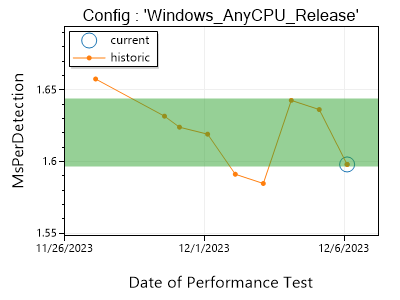 Config : 'Windows_AnyCPU_Release'
current
historic
1.65
1.6
1.55
MsPerDetection
11/26/2023 12/1/2023 12/6/2023
Date of Performance Test